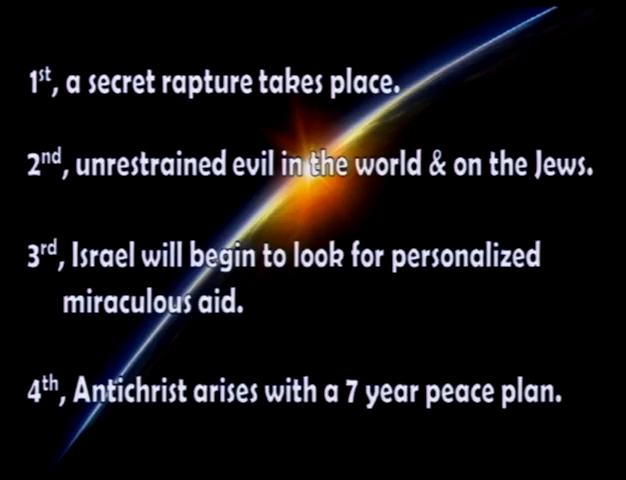 1st, a secret rapture takes place.
2nd, unrestrained evil in the world & on the Jews.
3rd, Israel will begin to look for personalized
miraculous aid.
4th, Antichrist arises with a 7 year peace plan.